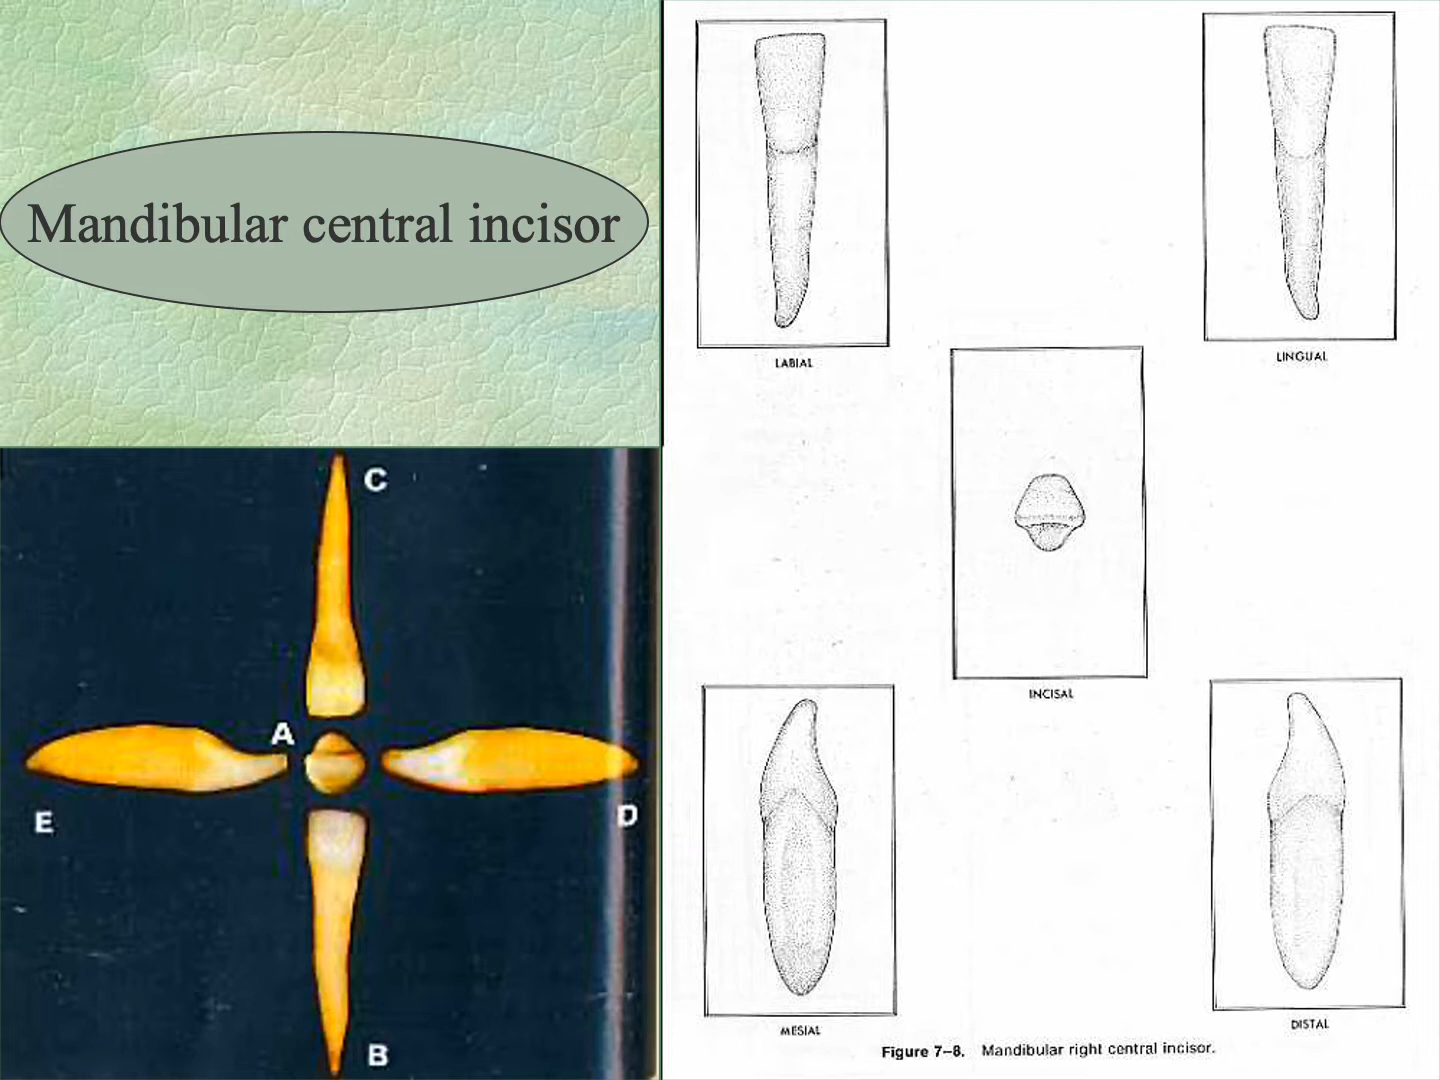 Mandibular central incisor
LABIAL
LINGUAL
INCISAL
MESIAL
DISTAL
Figure 7–8. Mandibular right central incisor.
C
A
E
D
B